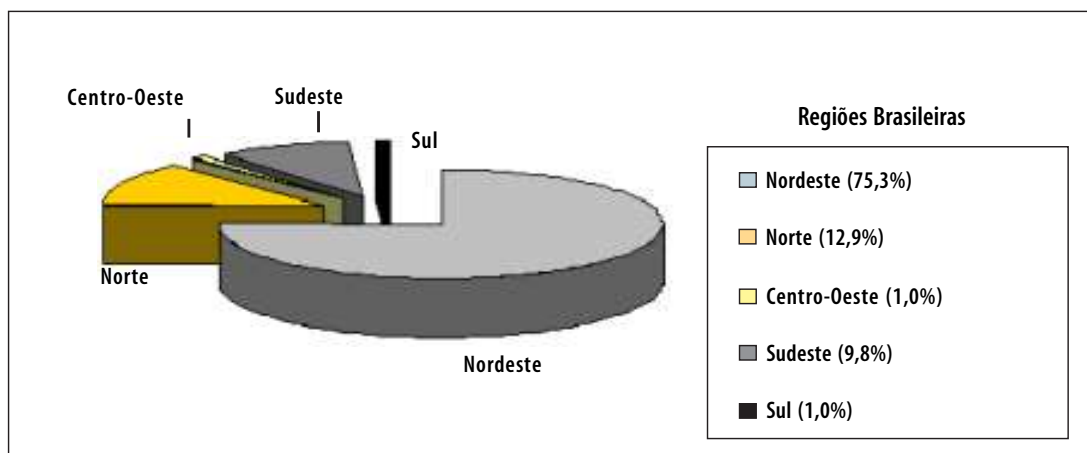 Centro-Oeste
Sudeste
Sul
Norte
Nordeste
Regiões Brasileiras
Nordeste (75,3%)
Norte (12,9%)
Centro-Oeste (1,0%)
Sudeste (9,8%)
Sul (1,0%)